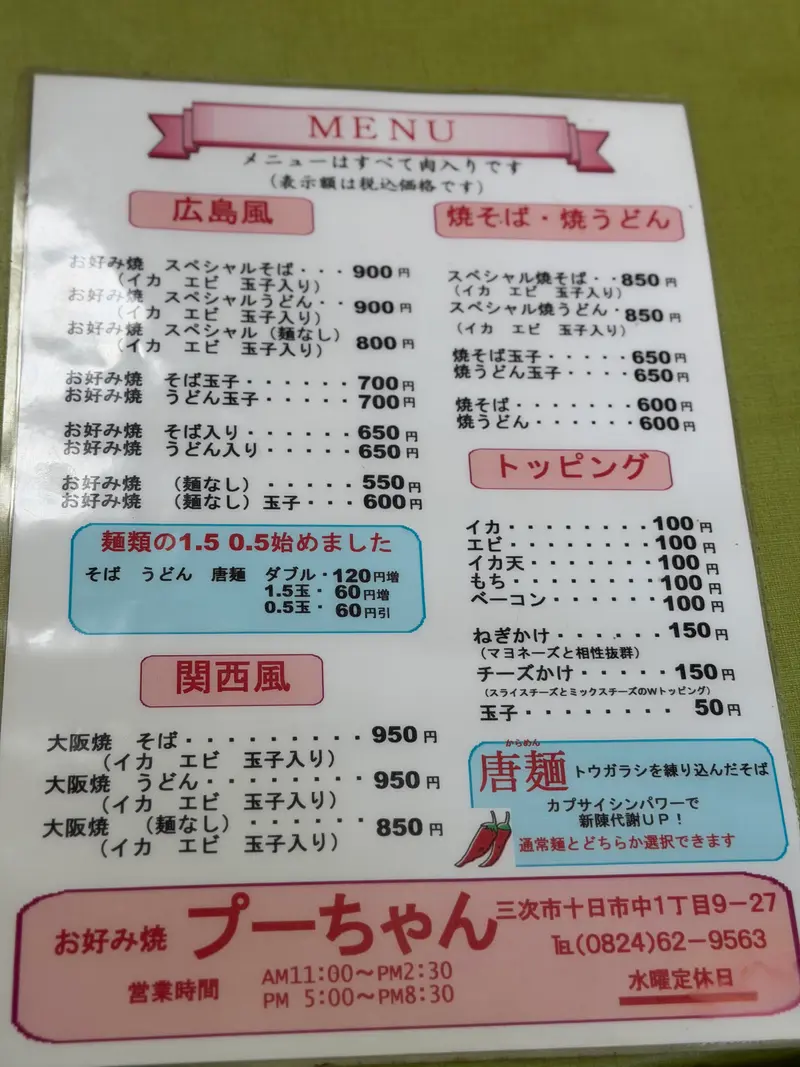 MENU
メニューはすべて肉入りです
(表示額は税込価格です)
広島風
お好み焼 スペシャルそば・・・900円
(イカ エビ 玉子入り)
お好み焼 スペシャルうどん・・900円
(イカ エビ 玉子入り)
お好み焼 スペシャル(麺なし)
(イカ エビ 玉子入り) 800円
お好み焼 そば玉子・・・・・・700円
お好み焼 うどん玉子・・・・・700円
お好み焼 そば入り・・・・・・650円
お好み焼 うどん入り・・・・・650円
お好み焼 (麺なし)・・・・・550円
お好み焼 (麺なし)玉子・・・600円
麺類の1.5 0.5始めました
そば うどん 唐麺 ダブル・120円増
1.5玉・ 60円増
0.5玉・ 60円引
関西風
大阪焼 そば・・・・・・・・・950円
(イカ エビ 玉子入り)
大阪焼 うどん・・・・・・・・950円
(イカ エビ 玉子入り)
大阪焼 (麺なし)・・・・・・850円
(イカ エビ 玉子入り)
焼そば・焼うどん
スペシャル焼そば・・850円
(イカ エビ 玉子入り)
スペシャル焼うどん・850円
(イカ エビ 玉子入り)
焼そば玉子・・・・・650円
焼うどん玉子・・・・650円
焼そば・・・・・・・600円
焼うどん・・・・・・600円
トッピング
イカ・・・・・・・・100円
エビ・・・・・・・・100円
イカ天・・・・・・・100円
もち・・・・・・・・100円
ベーコン・・・・・・100円
ねぎかけ・・・・・・150円
(マヨネーズと相性抜群)
チーズかけ・・・・・150円
(スライスチーズとミックスチーズのWトッピング)
玉子・・・・・・・・50円
からめん
唐麺 トウガラシを練り込んだそば
カプサイシンパワーで
新陳代謝UP!
通常麺とどちらか選択できます
お好み焼 プーちゃん
三次市十日市中1丁目9-27
℡(0824)62-9563
営業時間 AM11:00~PM2:30
PM 5:00~PM8:30
水曜定休日